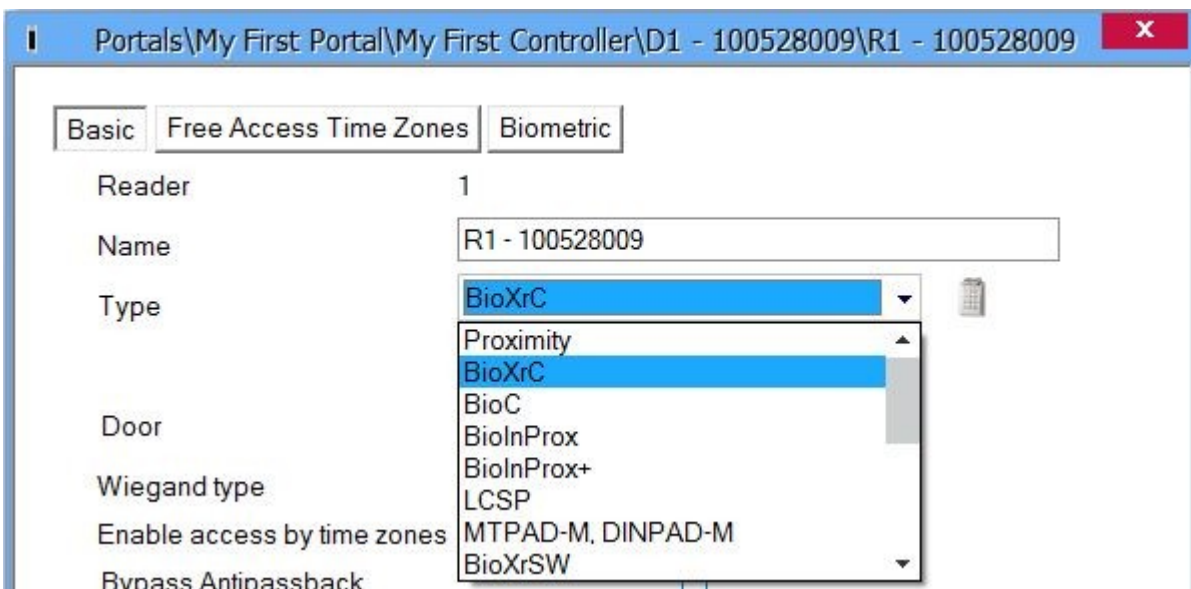 Portals\My First Portal\My First Controller\D1 - 100528009\R1 - 100528009 x
Basic Free Access Time Zones Biometric
Reader 1
Name R1 - 100528009
Type BioXrC
Proximity
BioXrC
BioC
Door
BioInProx
BioInProx+
Wiegand type
LCSP
Enable access by time zones MTPAD-M, DINPAD-M
BioXrSW
Bypass Antipassback